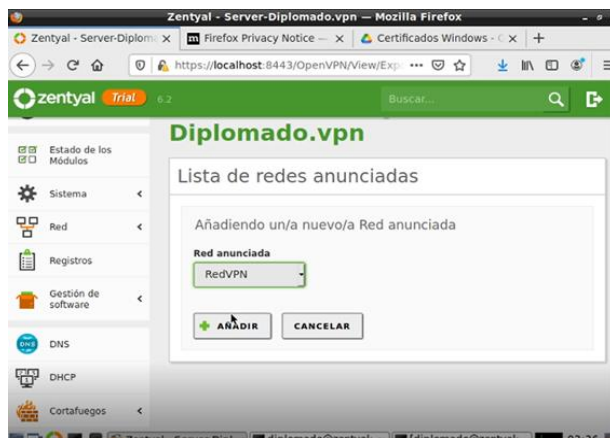 Zentyal - Server-Diplomado.vpn — Mozilla Firefox
Zentyal - Server-Diplom
Firefox Privacy Notice —
Certificados Windows -
https://localhost:8443/OpenVPN/View/Exp
zentyal Trial 6.2
Buscar...
Diplomado.vpn
Estado de los
Módulos
Sistema
Red
Registros
Gestión de
software
DNS
DNS
DHCP
Cortafuegos
Lista de redes anunciadas
Añadiendo un/a nuevo/a Red anunciada
Red anunciada
RedVPN
AÑADIR
CANCELAR